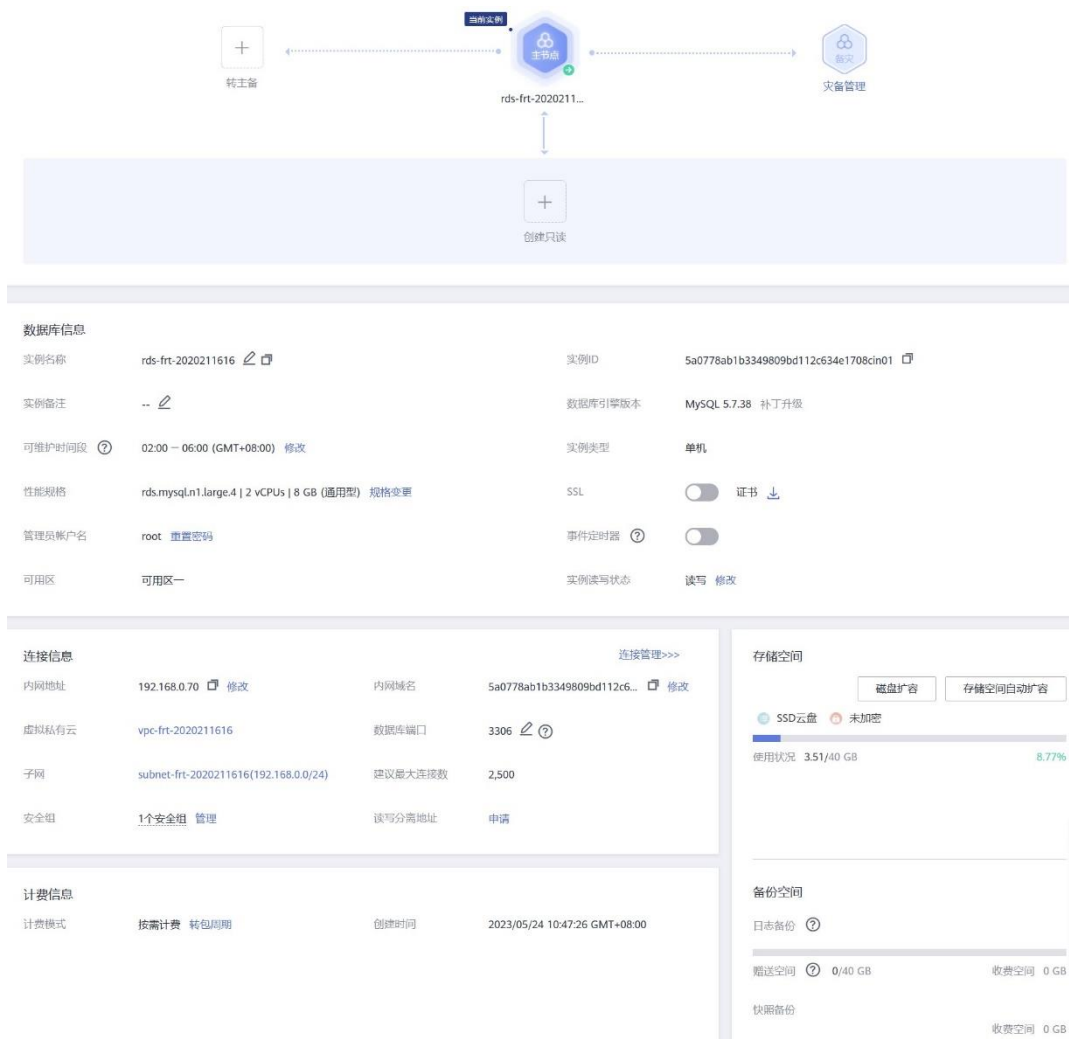 当前实例
主节点
备灾
转主备
rds-frt-2020211...
灾备管理
创建只读
数据库信息
实例名称 rds-frt-2020211616 实例ID 5a0778ab1b3349809bd112c634e1708cin01
实例备注 -- 数据库引擎版本 MySQL 5.7.38 补丁升级
可维护时间段 02:00 — 06:00 (GMT+08:00) 修改 实例类型 单机
性能规格 rds.mysql.n1.large.4 | 2 vCPUs | 8 GB (通用型) 规格变更 SSL 证书
管理员帐户名 root 重置密码 事件定时器
可用区 可用区一 实例读写状态 读写 修改
连接信息 连接管理>>>
内网地址 192.168.0.70 修改 内网域名 5a0778ab1b3349809bd112c6... 修改
虚拟私有云 vpc-frt-2020211616 数据库端口 3306
子网 subnet-frt-2020211616(192.168.0.0/24) 建议最大连接数 2,500
安全组 1个安全组 管理 读写分离地址 申请
存储空间
磁盘扩容 存储空间自动扩容
SSD云盘 未加密
使用状况 3.51/40 GB 8.77%
计费信息
计费模式 按需计费 转包周期 创建时间 2023/05/24 10:47:26 GMT+08:00
备份空间
日志备份
赠送空间 0/40 GB 收费空间 0 GB
快照备份
收费空间 0 GB